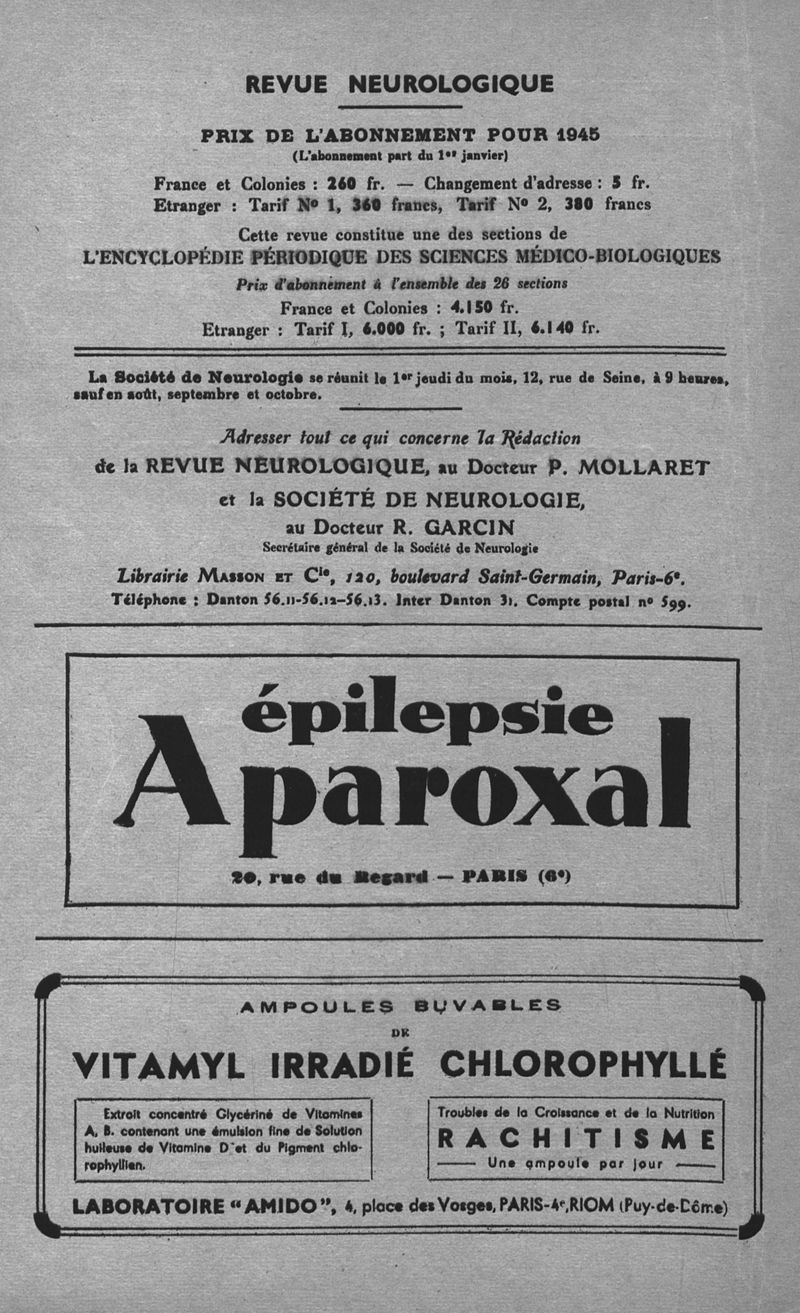 REVUE NEUROLOGIQUE
PRIX DE L'ABONNEMENT POUR 1945
(L'abonnement part du 1er janvier)
France et Colonies : 260 fr. — Changement d'adresse : 5 fr.
Etranger : Tarif No 1, 360 francs, Tarif No 2, 380 francs
Cette revue constitue une des sections de
L'ENCYCLOPÉDIE PÉRIODIQUE DES SCIENCES MÉDICO-BIOLOGIQUES
Prix d'abonnement à l'ensemble des 26 sections
France et Colonies : 4.150 fr.
Etranger : Tarif I, 6.000 fr. ; Tarif II, 6.140 fr.
La Société de Neurologie se réunit le 1er jeudi du mois, 12, rue de Seine, à 9 heures,
sauf en août, septembre et octobre.
Adresser tout ce qui concerne la Rédaction
de la REVUE NEUROLOGIQUE, au Docteur P. MOLLARET
et la SOCIÉTÉ DE NEUROLOGIE,
au Docteur R. GARCIN
Secrétaire général de la Société de Neurologie
Librairie MASSON ET Cie, 120, boulevard Saint-Germain, Paris-6e.
Téléphone : Danton 56.11-56.12-56.13. Inter Danton 31. Compte postal no 599.
épilepsie
Aparoxal
20, rue du Regard — PARIS (6e)
AMPOULES BUVABLES
DE
VITAMYL IRRADIÉ CHLOROPHYLLÉ
Extrait concentré Glycériné de Vitamines
A, B. contenant une émulsion fine de Solution
huileuse de Vitamine D et du Pigment chlo-
rophyllien.
Troubles de la Croissance et de la Nutrition
RACHITISME
Une ampoule par jour
LABORATOIRE "AMIDO", 4, place des Vosges, PARIS-4e, RIOM (Puy-de-Dôme)